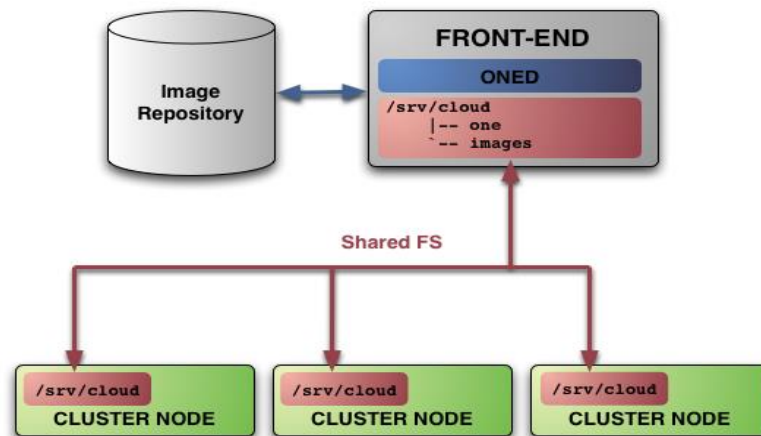 Image
Repository
FRONT-END
ONED
/srv/cloud
|-- one
`-- images
Shared FS
/srv/cloud
CLUSTER NODE
/srv/cloud
CLUSTER NODE
/srv/cloud
CLUSTER NODE